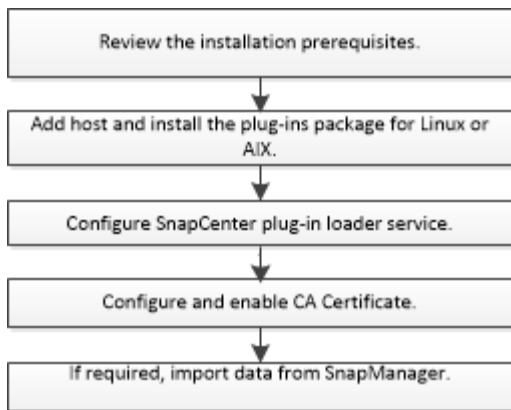 Review the installation prerequisites.
Add host and install the plug-ins package for Linux or
AIX.
Configure SnapCenter plug-in loader service.
Configure and enable CA Certificate.
If required, import data from SnapManager.